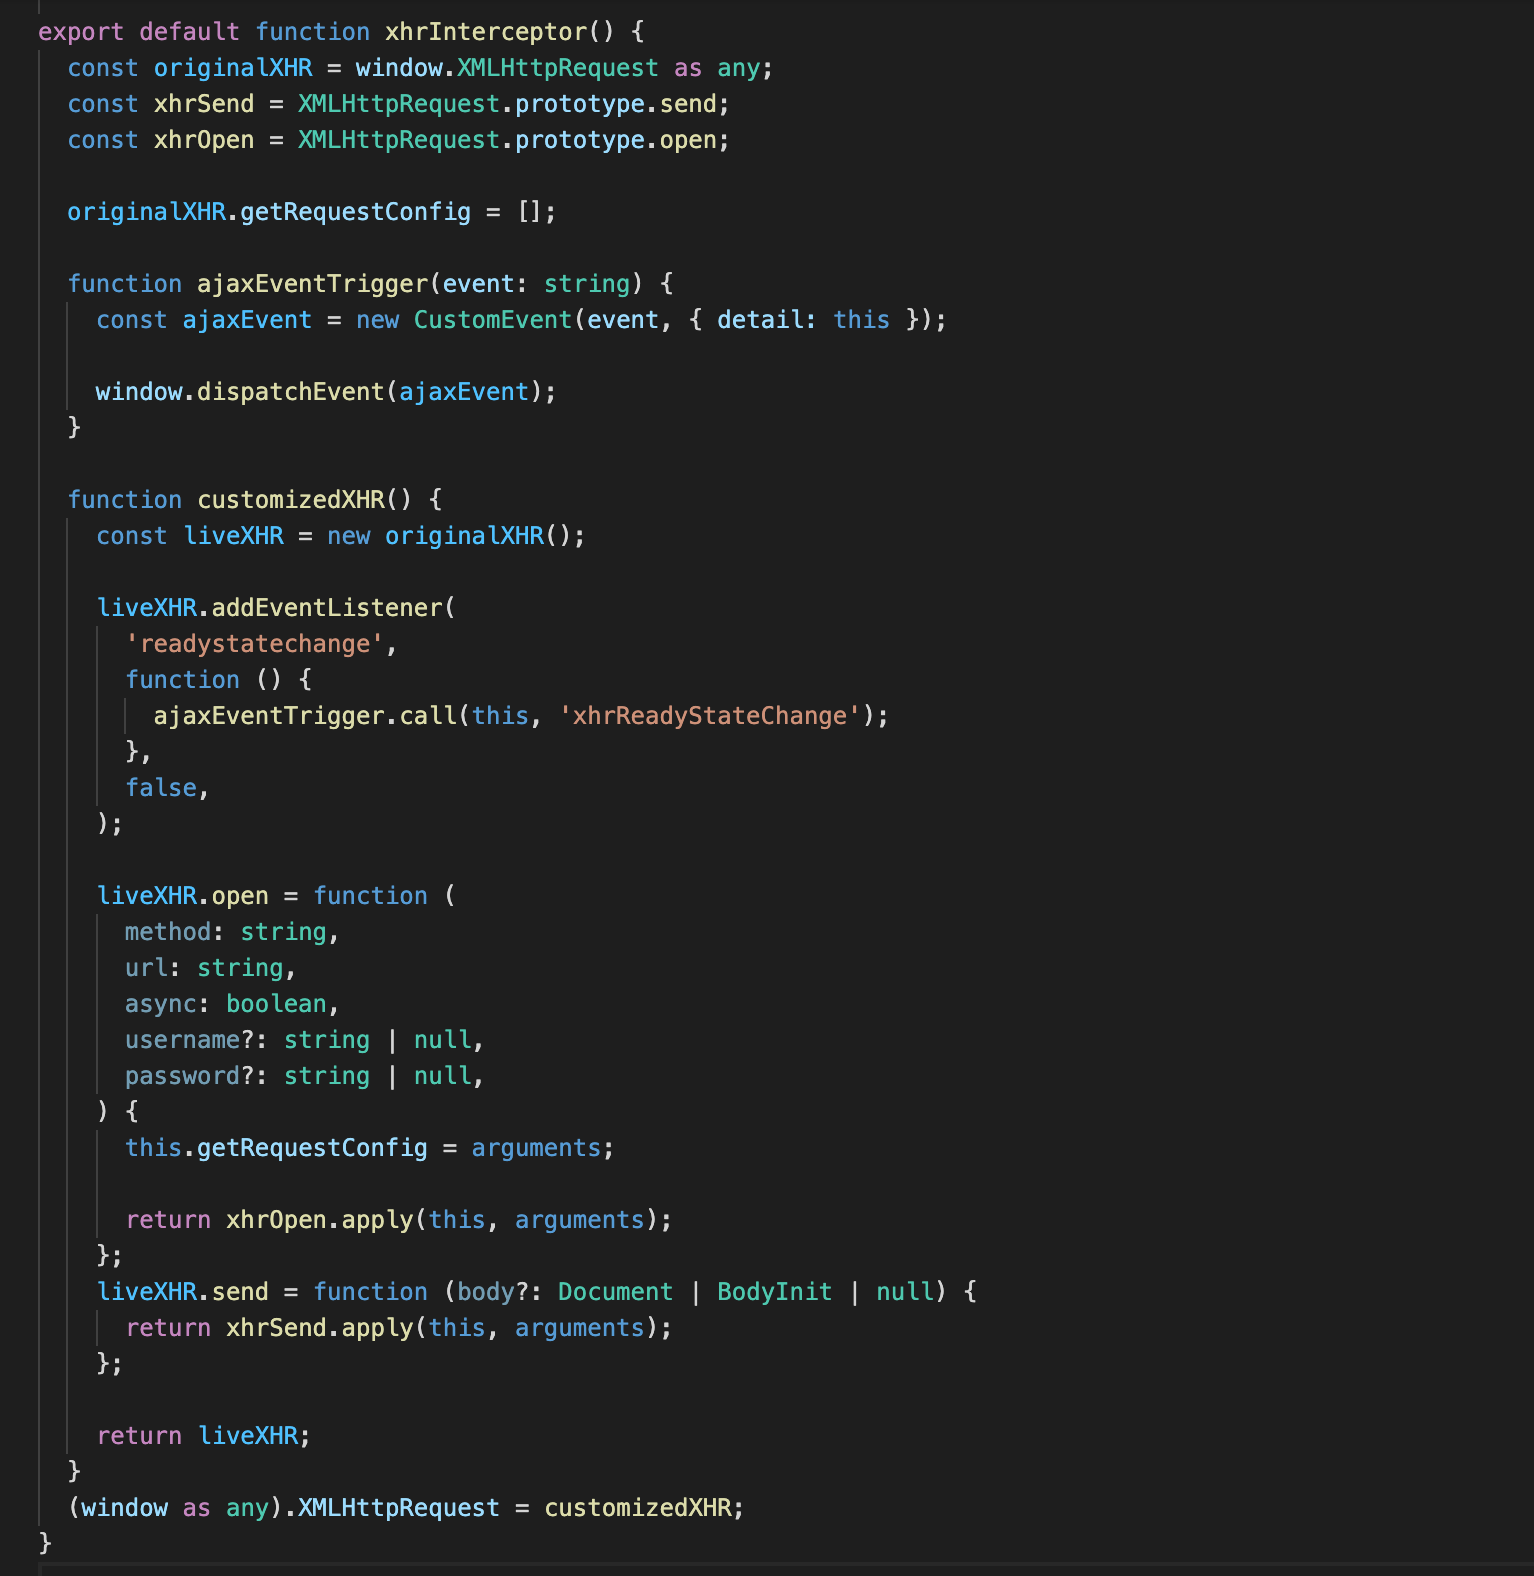 export default function xhrInterceptor() {
  const originalXHR = window.XMLHttpRequest as any;
  const xhrSend = XMLHttpRequest.prototype.send;
  const xhrOpen = XMLHttpRequest.prototype.open;

  originalXHR.getRequestConfig = [];

  function ajaxEventTrigger(event: string) {
    const ajaxEvent = new CustomEvent(event, { detail: this });

    window.dispatchEvent(ajaxEvent);
  }

  function customizedXHR() {
    const liveXHR = new originalXHR();

    liveXHR.addEventListener(
      'readystatechange',
      function () {
        ajaxEventTrigger.call(this, 'xhrReadyStateChange');
      },
      false,
    );

    liveXHR.open = function (
      method: string,
      url: string,
      async: boolean,
      username?: string | null,
      password?: string | null,
    ) {
      this.getRequestConfig = arguments;

      return xhrOpen.apply(this, arguments);
    };
    liveXHR.send = function (body?: Document | BodyInit | null) {
      return xhrSend.apply(this, arguments);
    };

    return liveXHR;
  }
  (window as any).XMLHttpRequest = customizedXHR;
}